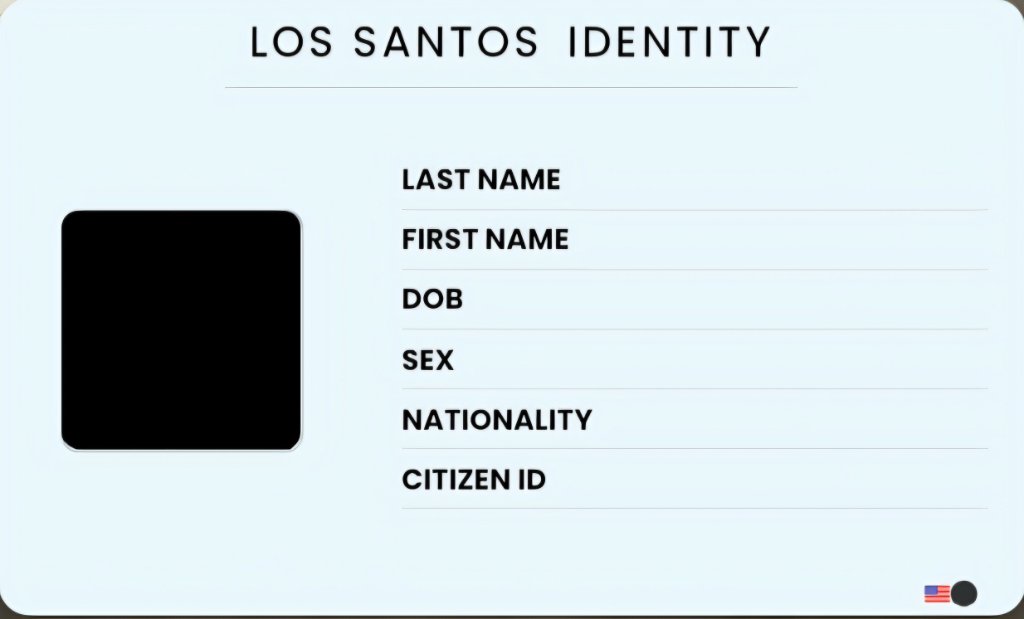 LOS SANTOS IDENTITY
LAST NAME
FIRST NAME
DOB
SEX
NATIONALITY
CITIZEN ID